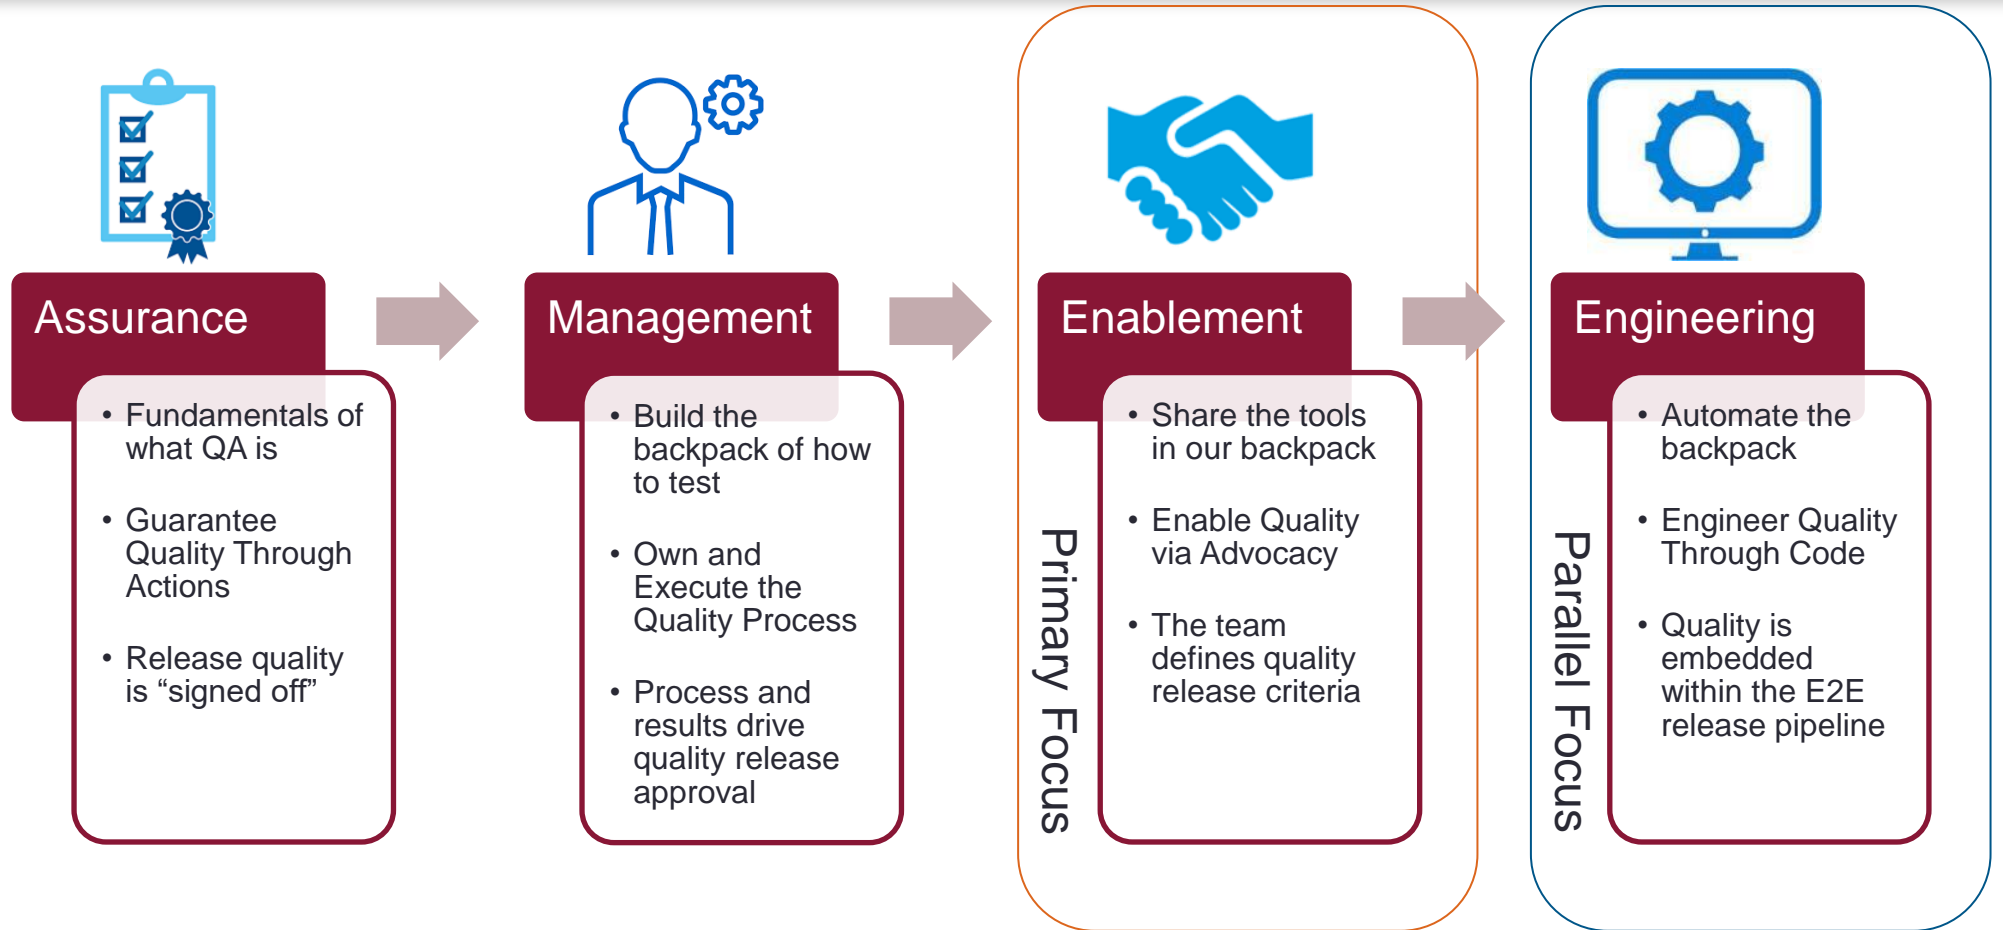 Assurance
• Fundamentals of
what QA is
• Guarantee
Quality Through
Actions
• Release quality
is “signed off”
Management
• Build the
backpack of how
to test
• Own and
Execute the
Quality Process
• Process and
results drive
quality release
approval
Primary Focus
Enablement
• Share the tools
in our backpack
• Enable Quality
via Advocacy
• The team
defines quality
release criteria
Parallel Focus
Engineering
• Automate the
backpack
• Engineer Quality
Through Code
• Quality is
embedded
within the E2E
release pipeline